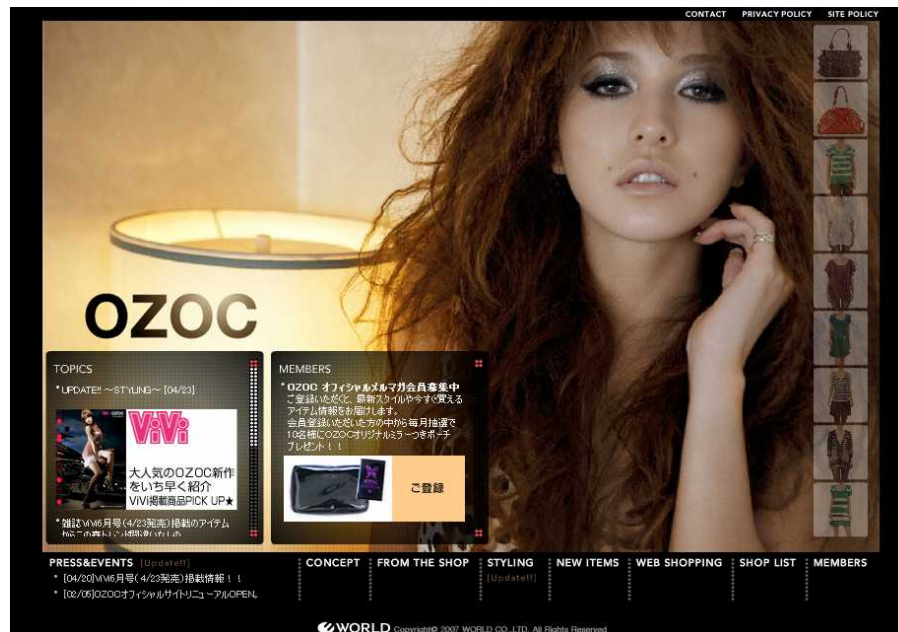 CONTACT PRIVACY POLICY SITE POLICY
OZOC
TOPICS
*UPDATE!! ～STYLING～ [04/23]
ViVi
大人気のOZOC新作
をいち早く紹介
ViVi掲載商品PICK UP★
*雑誌ViVi6月号(4/23発売)掲載のアイテム
MEMBERS
*OZOC オフィシャルメルマガ会員募集中
ご登録いただくと、最新スタイルや今すぐ買える
アイテム情報をお届けします。
会員登録いただいた方の中から毎月抽選で
10名様にOZOCオリジナルミラーつきポーチ
プレゼント！！
ご登録
PRESS&EVENTS [Update!!]
* [04/20]ViVi6月号( 4/23発売)掲載情報！！
* [02/05]OZOCオフィシャルサイトリニューアルOPEN。
CONCEPT FROM THE SHOP STYLING NEW ITEMS WEB SHOPPING SHOP LIST MEMBERS
[Update!!]
WORLD Copyright© 2007 WORLD CO.,LTD. All Rights Reserved